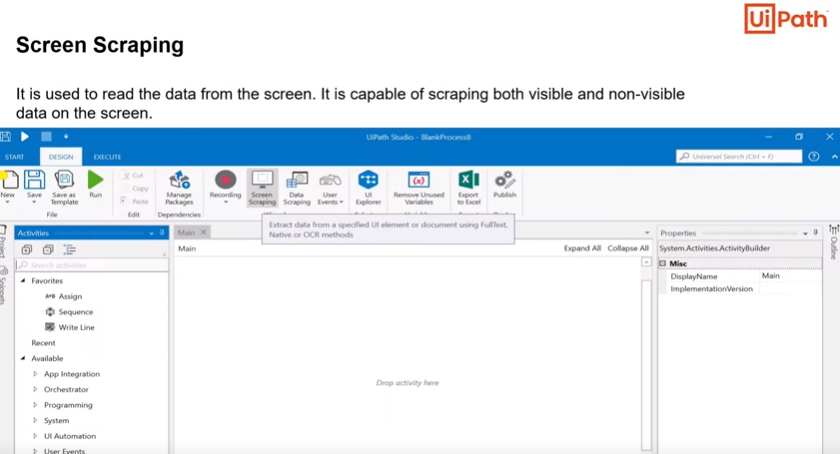 UiPath
Screen Scraping
It is used to read the data from the screen. It is capable of scraping both visible and non-visible
data on the screen.
UiPath Studio - BlankProcess8
START DESIGN EXECUTE
Universal Search (Ctrl + F)
New Save Save as Template Run
Cut
Copy
Paste
Manage Packages
Recording Screen Scraping Data Scraping User Events
UI Explorer
Remove Unused Variables
Export to Excel
Publish
File Edit Dependencies
Extract data from a specified UI element or document using FullText,
Native or OCR methods
Activities
Main
Properties
Project
Snippets
Outline
Main
Expand All Collapse All
System.Activities.ActivityBuilder
Search activities
Misc
DisplayName Main
ImplementationVersion
Favorites
A+B Assign
Sequence
Write Line
Recent
Available
App Integration
Orchestrator
Programming
System
UI Automation
User Events
Drop activity here